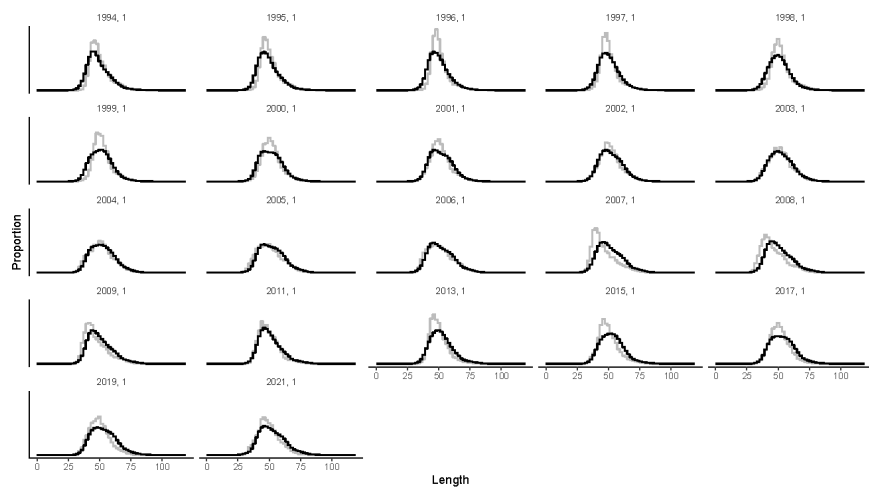 1994, 1 1995, 1 1996, 1 1997, 1 1998, 1
1999, 1 2000, 1 2001, 1 2002, 1 2003, 1
2004, 1 2005, 1 2006, 1 2007, 1 2008, 1
2009, 1 2011, 1 2013, 1 2015, 1 2017, 1
0 25 50 75 100 0 25 50 75 100 0 25 50 75 100
2019, 1 2021, 1
0 25 50 75 100 0 25 50 75 100
Proportion
Length